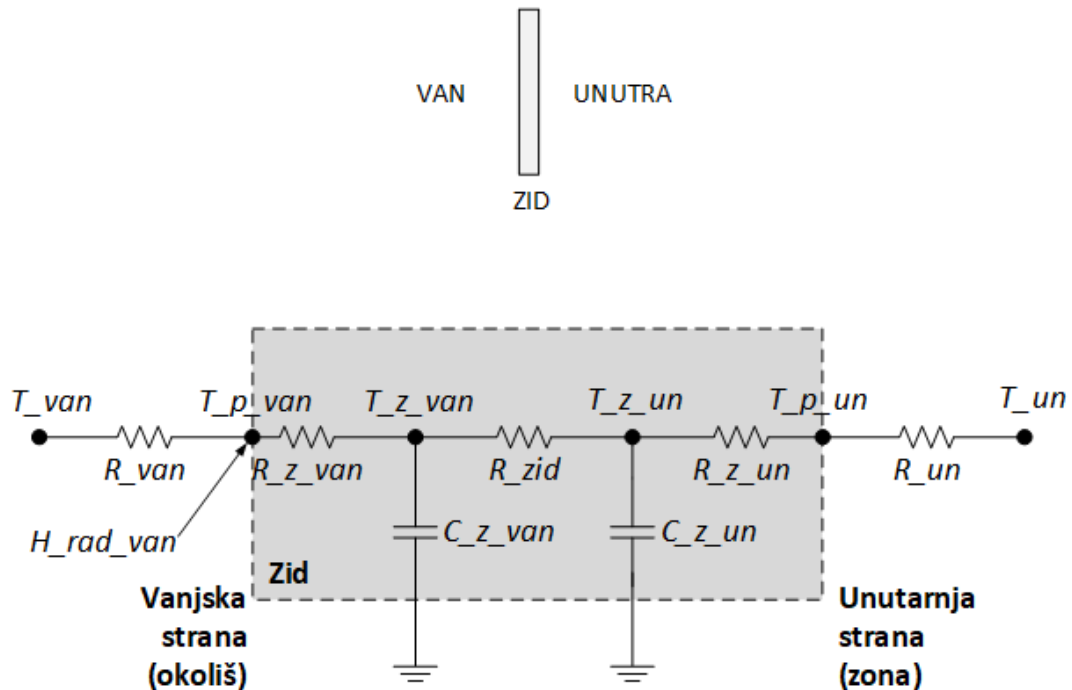 VAN
UNUTRA
ZID
T_van
T_p_van
T_z_van
T_z_un
T_p_un
T_un
R_van
R_z_van
R_zid
R_z_un
R_un
H_rad_van
C_z_van
C_z_un
Zid
Vanjska
strana
(okoliš)
Unutarnja
strana
(zona)